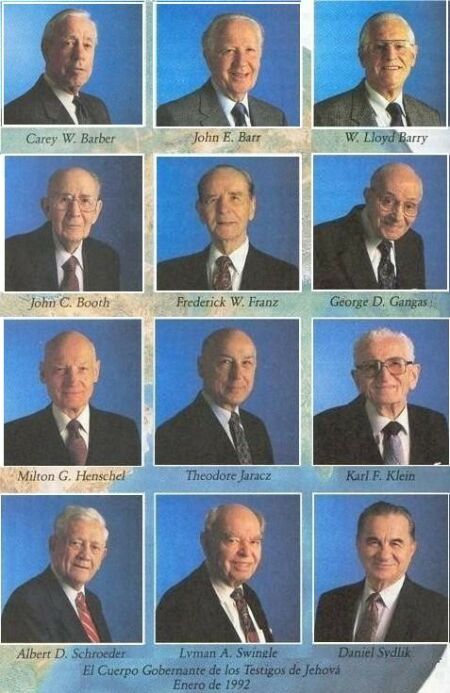 Carey W. Barber John E. Barr W. Lloyd Barry
John C. Booth Frederick W. Franz George D. Gangas
Milton G. Henschel Theodore Jaracz Karl F. Klein
Albert D. Schroeder Lyman A. Swingle Daniel Sydlik
El Cuerpo Gobernante de los Testigos de Jehová
Enero de 1992